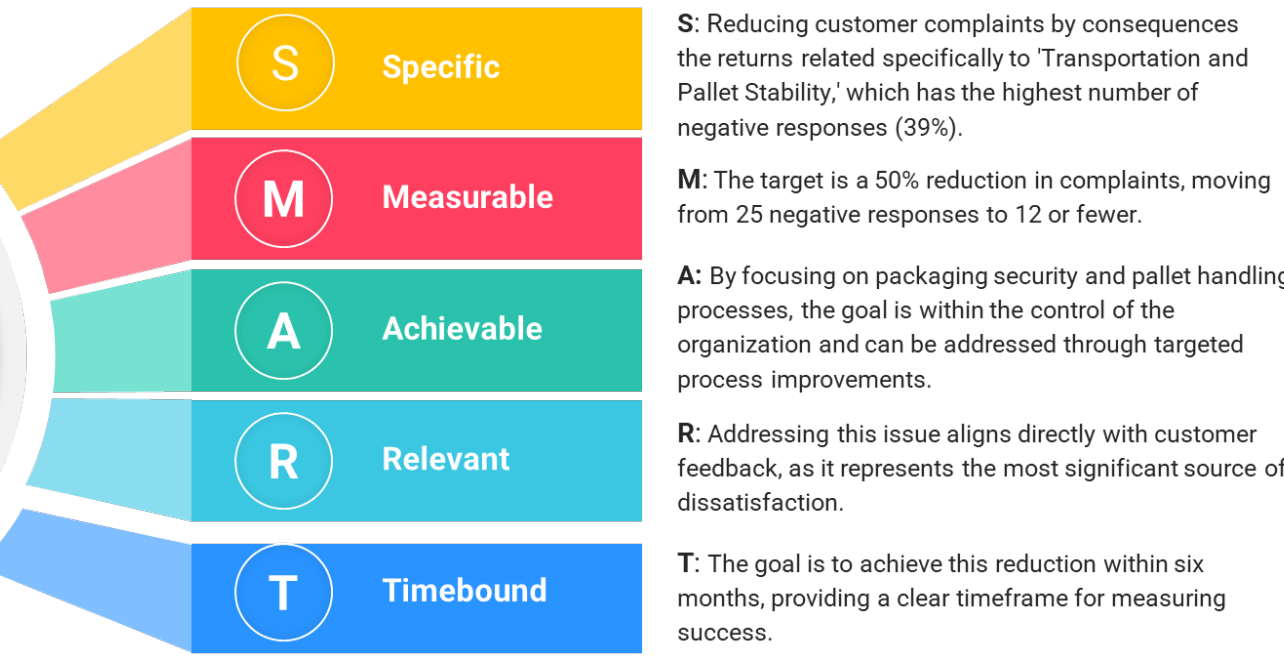 S
Specific
M
Measurable
A
Achievable
R
Relevant
T
Timebound
S: Reducing customer complaints by consequences
the returns related specifically to 'Transportation and
Pallet Stability,' which has the highest number of
negative responses (39%).
M: The target is a 50% reduction in complaints, moving
from 25 negative responses to 12 or fewer.
A: By focusing on packaging security and pallet handling
processes, the goal is within the control of the
organization and can be addressed through targeted
process improvements.
R: Addressing this issue aligns directly with customer
feedback, as it represents the most significant source of
dissatisfaction.
T: The goal is to achieve this reduction within six
months, providing a clear timeframe for measuring
success.